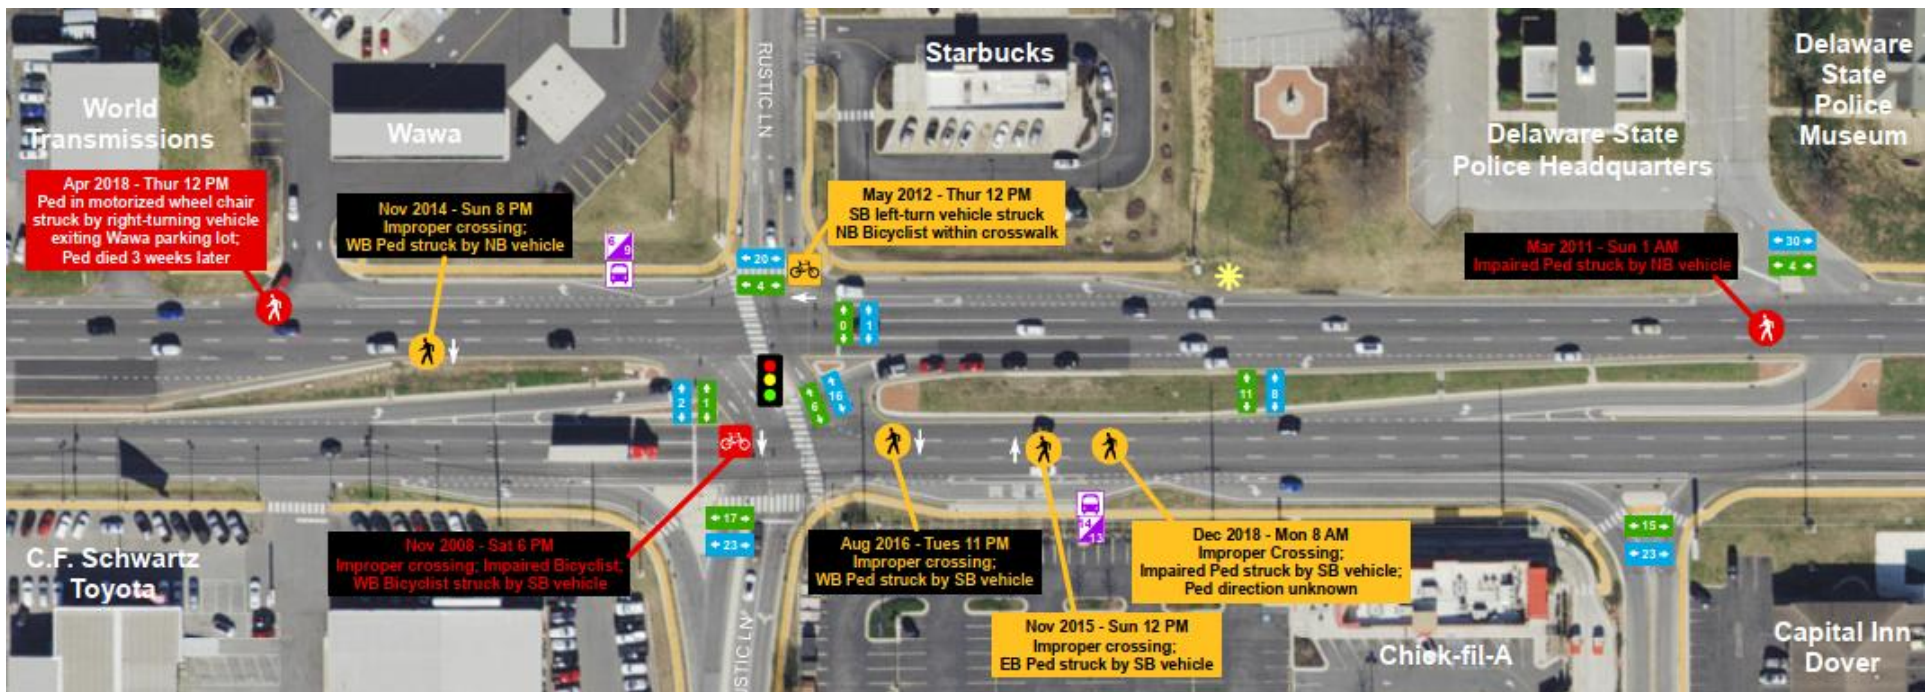 World
Transmissions
Wawa
RUSTIC LN
Starbucks
Delaware State
Police Headquarters
Delaware
State
Police
Museum
Apr 2018 - Thur 12 PM
Ped in motorized wheel chair
struck by right-turning vehicle
exiting Wawa parking lot;
Ped died 3 weeks later
Nov 2014 - Sun 8 PM
Improper crossing;
WB Ped struck by NB vehicle
6
9
May 2012 - Thur 12 PM
SB left-turn vehicle struck
NB Bicyclist within crosswalk
20
4
Mar 2011 - Sun 1 AM
Impaired Ped struck by NB vehicle
30
4
0
1
2
1
6
16
11
8
17
23
14
13
15
23
C.F. Schwartz
Toyota
Nov 2008 - Sat 6 PM
Improper crossing; Impaired Bicyclist;
WB Bicyclist struck by SB vehicle
Aug 2016 - Tues 11 PM
Improper crossing;
WB Ped struck by SB vehicle
Nov 2015 - Sun 12 PM
Improper crossing;
EB Ped struck by SB vehicle
Dec 2018 - Mon 8 AM
Improper Crossing;
Impaired Ped struck by SB vehicle;
Ped direction unknown
Chick-fil-A
Capital Inn
Dover
RUSTIC LN